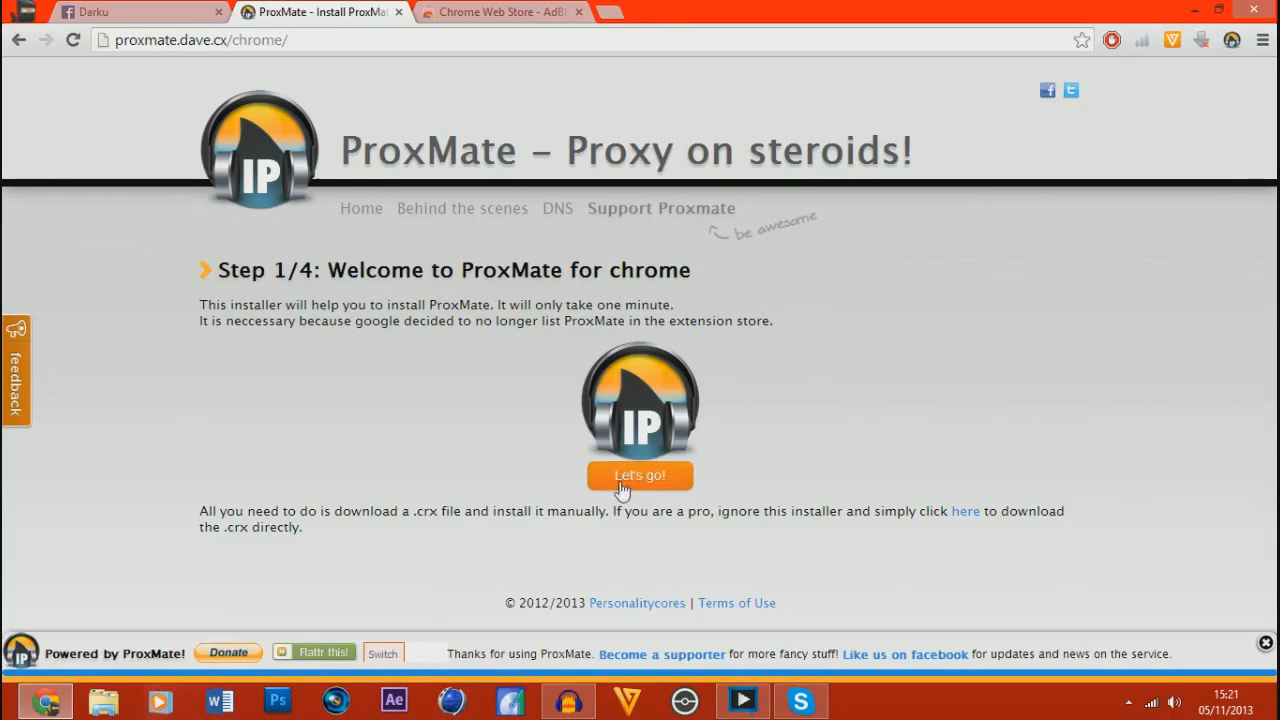 Darku
ProxMate - Install ProxMat
Chrome Web Store - AdBl
proxmate.dave.cx/chrome/
IP
ProxMate - Proxy on steroids!
Home Behind the scenes DNS Support Proxmate
be awesome
Step 1/4: Welcome to ProxMate for chrome
This installer will help you to install ProxMate. It will only take one minute.
It is neccessary because google decided to no longer list ProxMate in the extension store.
feedback
IP
Let's go!
All you need to do is download a .crx file and install it manually. If you are a pro, ignore this installer and simply click here to download
the .crx directly.
© 2012/2013 Personalitycores | Terms of Use
Powered by ProxMate! Donate Flattr this! Switch Thanks for using ProxMate. Become a supporter for more fancy stuff! Like us on facebook for updates and news on the service.
W Ps Ae S
15:21
05/11/2013